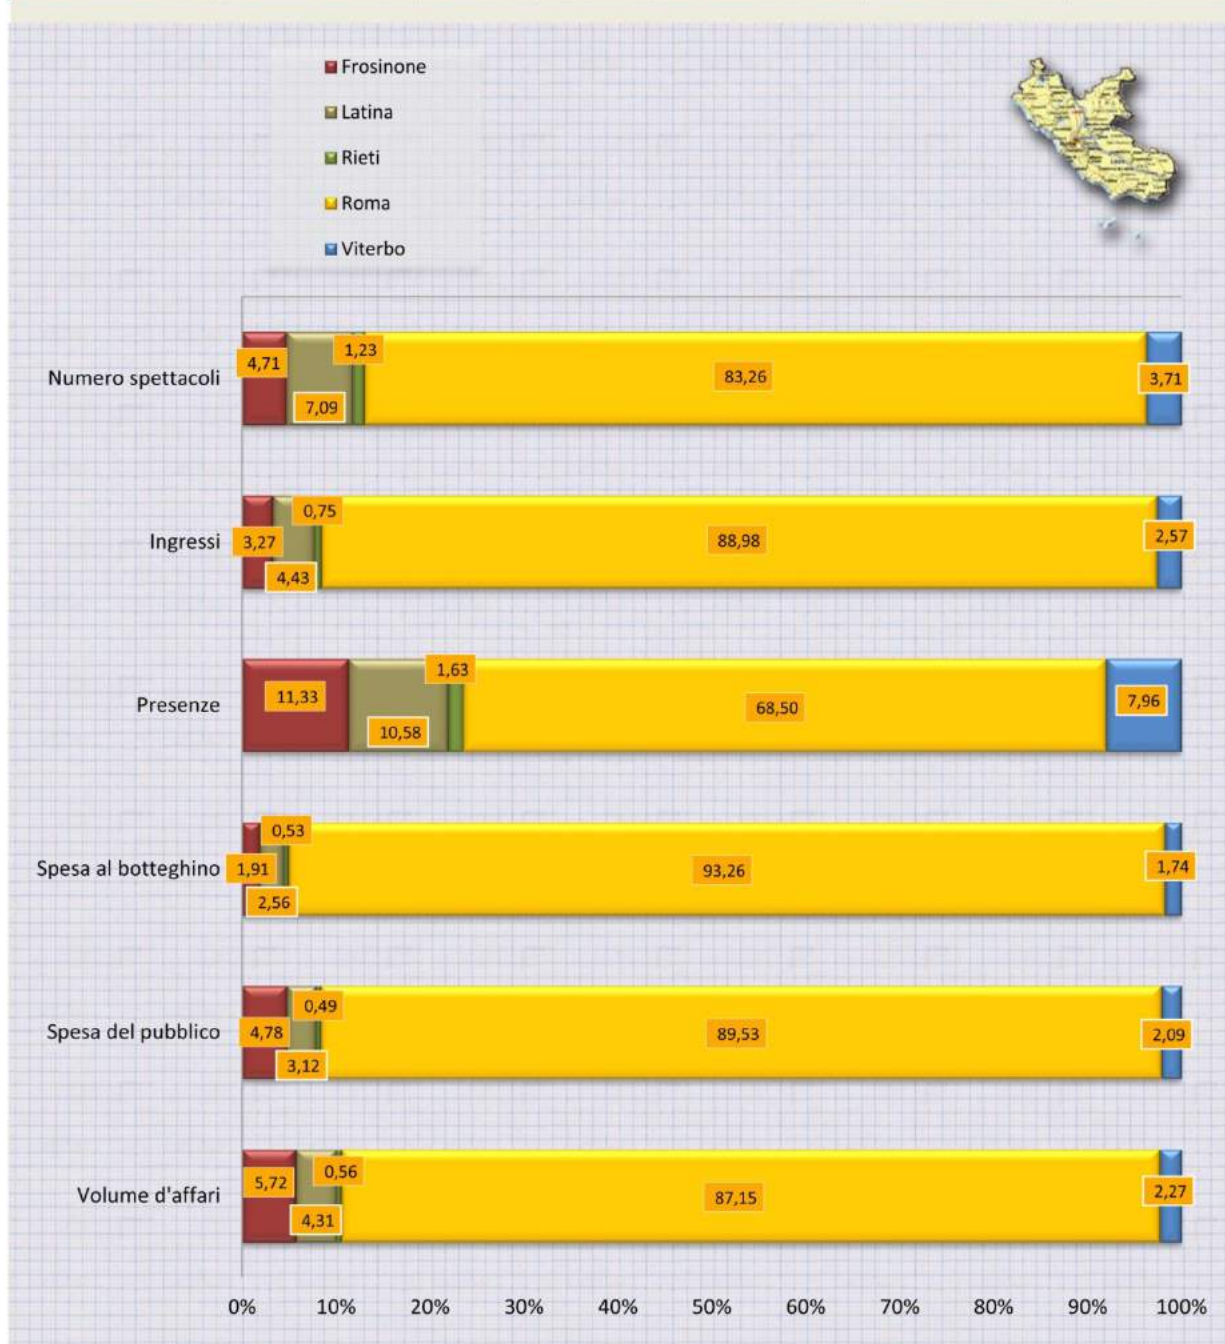 Frosinone
Latina
Rieti
Roma
Viterbo
Numero spettacoli
4,71
7,09
1,23
83,26
3,71
Ingressi
3,27
4,43
0,75
88,98
2,57
Presenze
11,33
10,58
1,63
68,50
7,96
Spesa al botteghino
1,91
2,56
0,53
93,26
1,74
Spesa del pubblico
4,78
3,12
0,49
89,53
2,09
Volume d'affari
5,72
4,31
0,56
87,15
2,27
0% 10% 20% 30% 40% 50% 60% 70% 80% 90% 100%